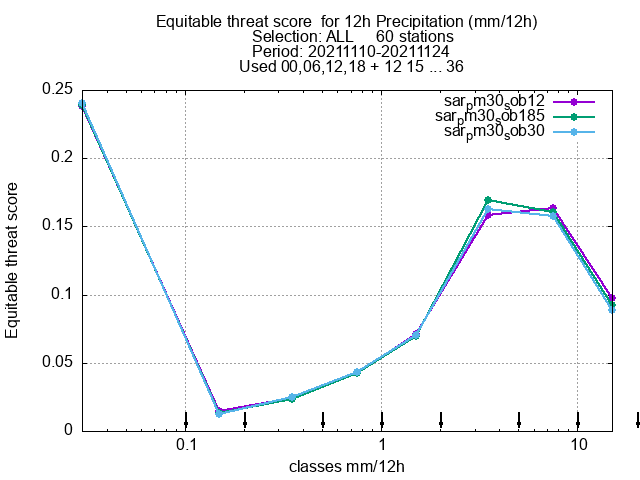 Equitable threat score  for 12h Precipitation (mm/12h)
Selection: ALL     60 stations
Period: 20211110-20211124
Used 00,06,12,18 + 12 15 ... 36
0.25
sar_pm30_sob12
sar_pm30_sob185
sar_pm30_sob30
0.2
0.15
0.1
0.05
0
Equitable threat score
0.1 1 10
classes mm/12h